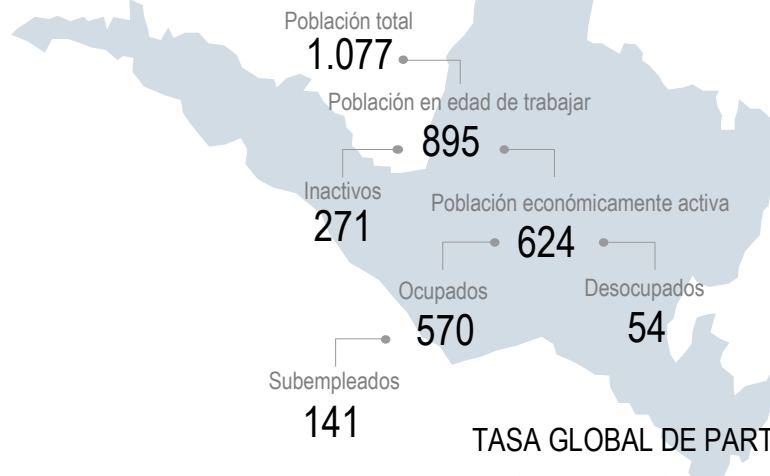 Población total
1.077
Población en edad de trabajar
895
Inactivos
271
Población económicamente activa
624
Ocupados
570
Desocupados
54
Subempleados
141
TASA GLOBAL DE PART